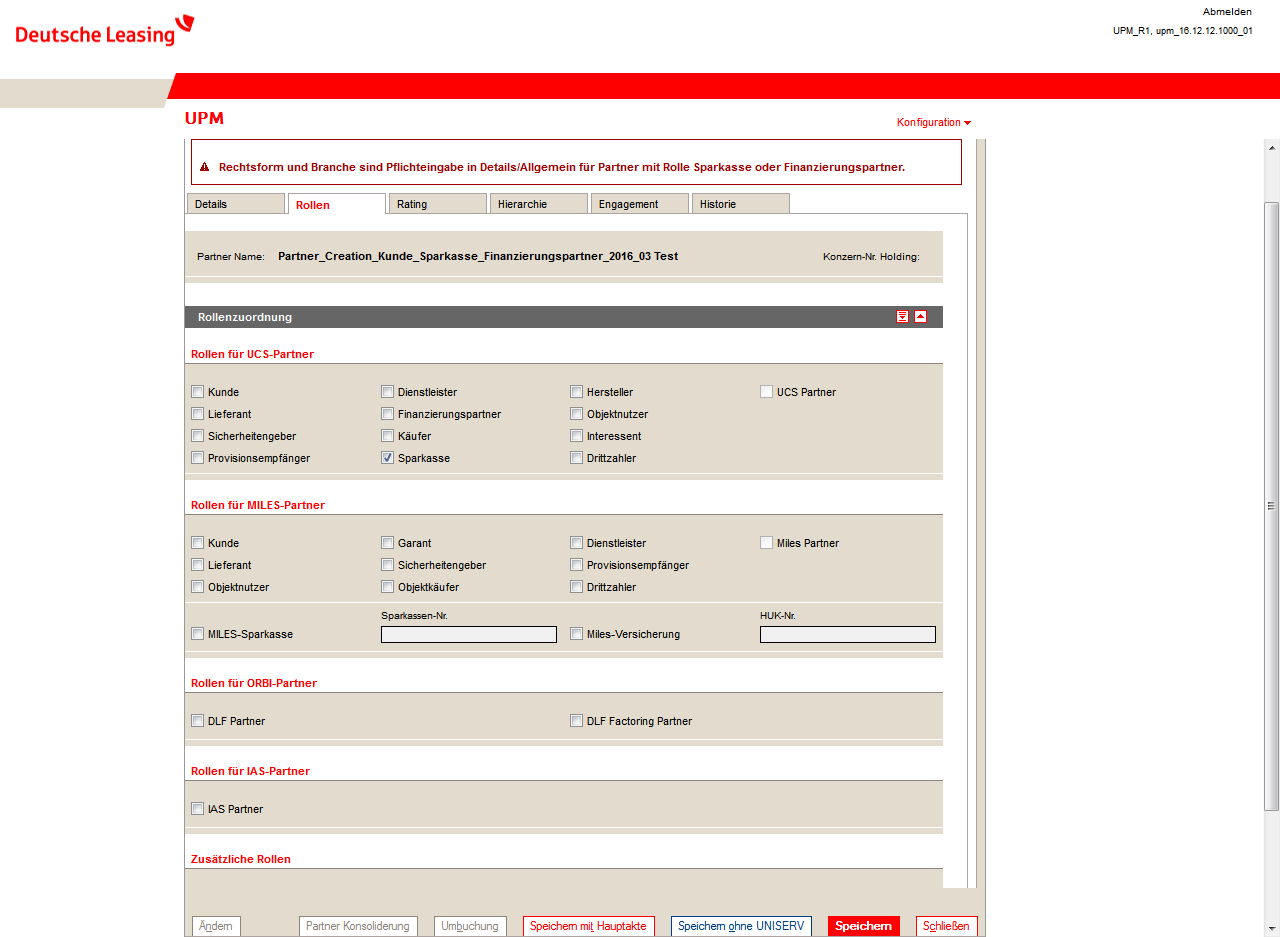 Deutsche Leasing
Abmelden
UPM_R1, upm_16.12.12.1000_01
UPM
Konfiguration
Rechtsform und Branche sind Pflichteingabe in Details/Allgemein für Partner mit Rolle Sparkasse oder Finanzierungspartner.
Details Rollen Rating Hierarchie Engagement Historie
Partner Name: Partner_Creation_Kunde_Sparkasse_Finanzierungspartner_2016_03 Test Konzern-Nr. Holding:
Rollenzuordnung
Rollen für UCS-Partner
Kunde Dienstleister Hersteller UCS Partner
Lieferant Finanzierungspartner Objektnutzer
Sicherheitengeber Käufer Interessent
Provisionsempfänger Sparkasse Drittzahler
Rollen für MILES-Partner
Kunde Garant Dienstleister Miles Partner
Lieferant Sicherheitengeber Provisionsempfänger
Objektnutzer Objektkäufer Drittzahler
Sparkassen-Nr. HUK-Nr.
MILES-Sparkasse Miles-Versicherung
Rollen für ORBI-Partner
DLF Partner DLF Factoring Partner
Rollen für IAS-Partner
IAS Partner
Zusätzliche Rollen
Ändern Partner Konsolidierung Umbuchung Speichern mit Hauptakte Speichern ohne UNISERV Speichern Schließen